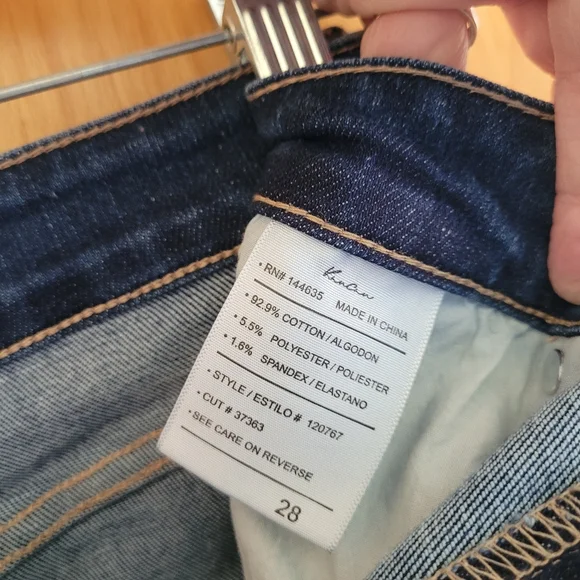 KanCan
• RN# 144635 MADE IN CHINA
• 92.9% COTTON / ALGODON
• 5.5% POLYESTER / POLIESTER
• 1.6% SPANDEX / ELASTANO
• STYLE / ESTILO # 120767
• CUT # 37363
• SEE CARE ON REVERSE
28